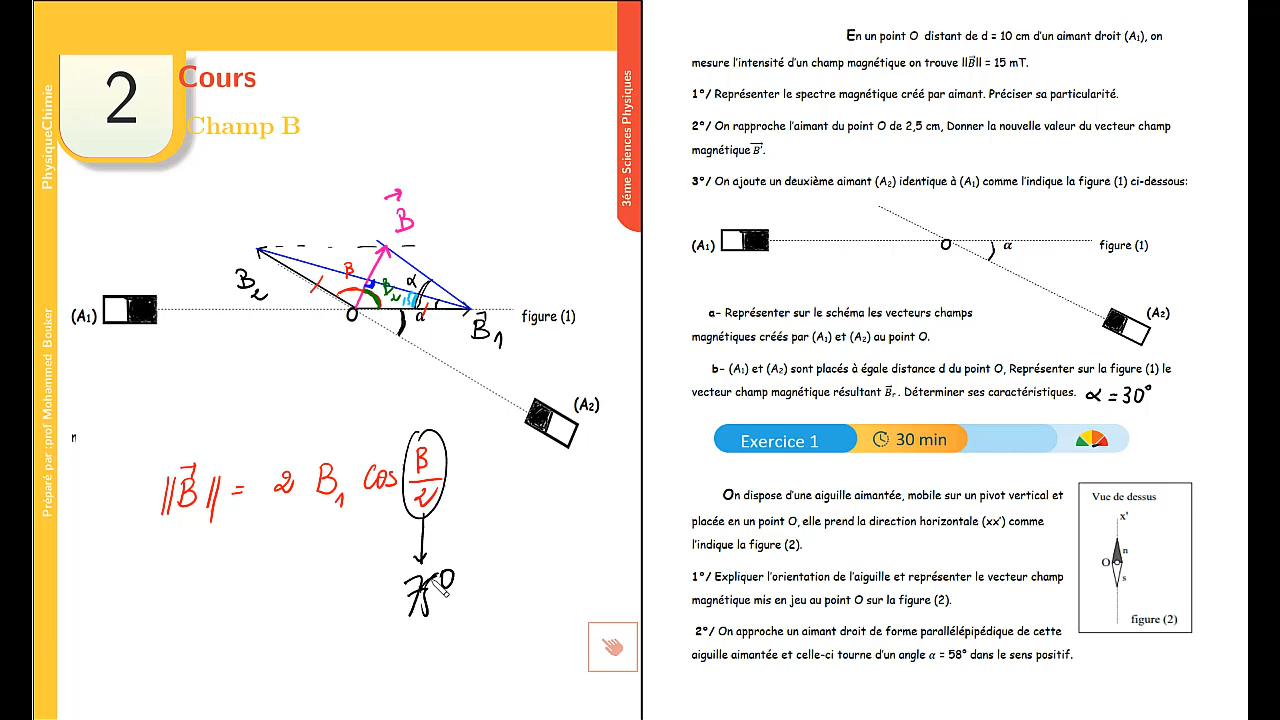 2
Cours
Champ B
PhysiqueChimie
Préparé par :prof Mohammed Bouker
3éme Sciences Physiques
B
B₂
β
α
β/2
(A₁)
O
α
B₁
figure (1)
(A₂)
n
||B|| = 2 B₁ cos β/2
75°
En un point O distant de d = 10 cm d'un aimant droit (A₁), on
mesure l'intensité d'un champ magnétique on trouve ||B|| = 15 mT.
1°/ Représenter le spectre magnétique créé par aimant. Préciser sa particularité.
2°/ On rapproche l'aimant du point O de 2,5 cm, Donner la nouvelle valeur du vecteur champ
magnétique B'.
3°/ On ajoute un deuxième aimant (A₂) identique à (A₁) comme l'indique la figure (1) ci-dessous:
(A₁)
O
α
figure (1)
(A₂)
a- Représenter sur le schéma les vecteurs champs
magnétiques créés par (A₁) et (A₂) au point O.
b- (A₁) et (A₂) sont placés à égale distance d du point O, Représenter sur la figure (1) le
vecteur champ magnétique résultant Bᵣ. Déterminer ses caractéristiques. α = 30°
Exercice 1
30 min
On dispose d'une aiguille aimantée, mobile sur un pivot vertical et
placée en un point O, elle prend la direction horizontale (xx') comme
l'indique la figure (2).
1°/ Expliquer l'orientation de l'aiguille et représenter le vecteur champ
magnétique mis en jeu au point O sur la figure (2).
2°/ On approche un aimant droit de forme parallélépipédique de cette
aiguille aimantée et celle-ci tourne d'un angle α = 58° dans le sens positif.
Vue de dessus
x'
n
O
s
figure (2)